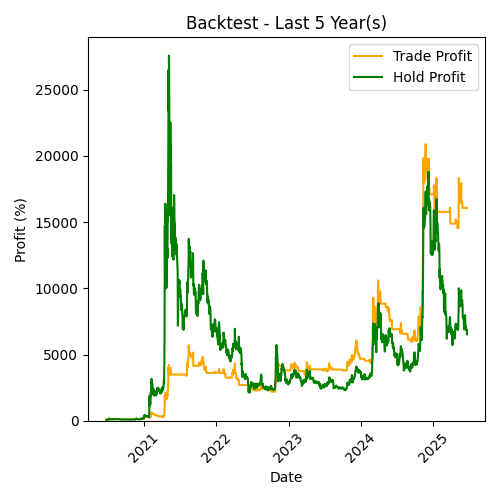 Backtest - Last 5 Year(s)
Trade Profit
Hold Profit
Profit (%)
25000
20000
15000
10000
5000
0
2021
2022
2023
2024
2025
Date